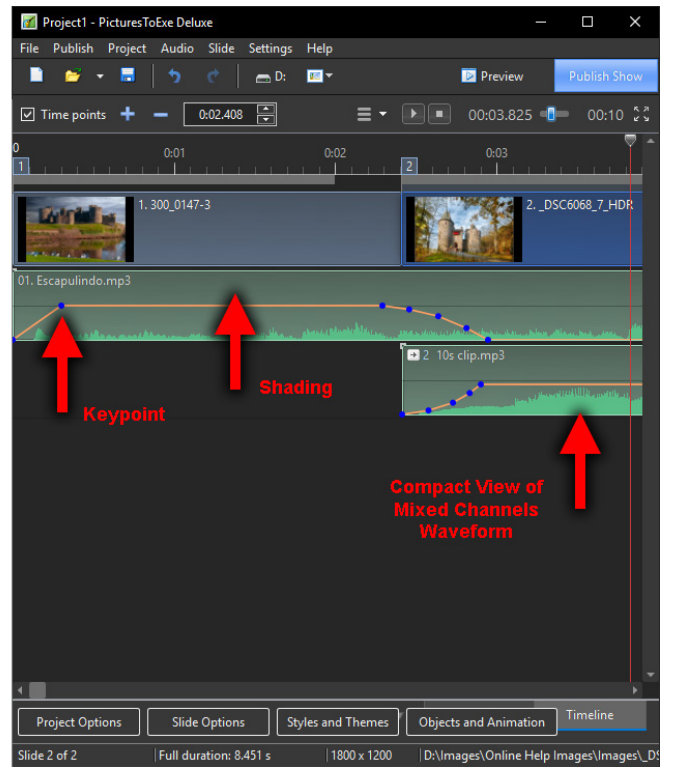 Project1 - PicturesToExe Deluxe
File Publish Project Audio Slide Settings Help
D: Preview Publish Show
Time points 0:02.408 00:03.825 00:10
0 0:01 0:02 0:03
1 2
1. 300_0147-3 2. _DSC6068_7_HDR
01. Escapulindo.mp3
2 10s clip.mp3
Shading
Keypoint
Compact View of
Mixed Channels
Waveform
Project Options Slide Options Styles and Themes Objects and Animation Timeline
Slide 2 of 2 Full duration: 8.451 s 1800 x 1200 D:\Images\Online Help Images\Images\_DS